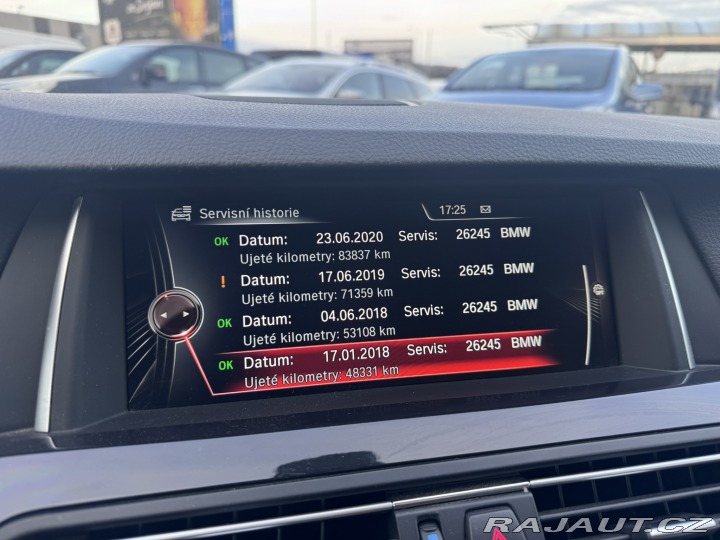 Servisní historie 17:25
OK Datum: 23.06.2020 Servis: 26245 BMW
Ujeté kilometry: 83837 km
! Datum: 17.06.2019 Servis: 26245 BMW
Ujeté kilometry: 71359 km
OK Datum: 04.06.2018 Servis: 26245 BMW
Ujeté kilometry: 53108 km
OK Datum: 17.01.2018 Servis: 26245 BMW
Ujeté kilometry: 48331 km
RAJAUT.CZ